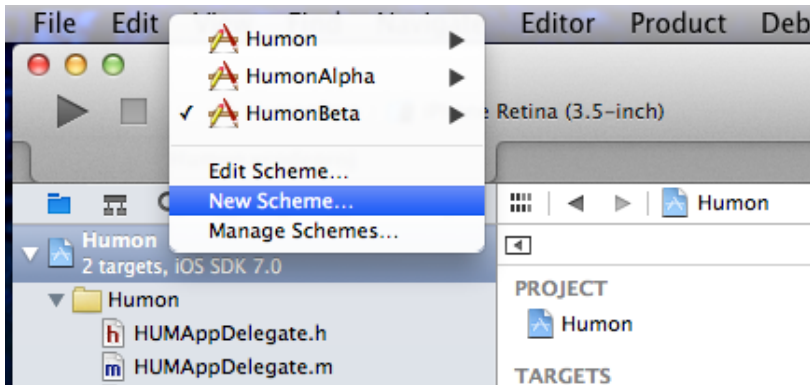 File Edit Editor Product Deb
Humon
HumonAlpha
✓ HumonBeta
Retina (3.5-inch)
Edit Scheme...
New Scheme...
Manage Schemes...
Humon
2 targets, iOS SDK 7.0
Humon
h HUMAppDelegate.h
m HUMAppDelegate.m
Humon
PROJECT
Humon
TARGETS